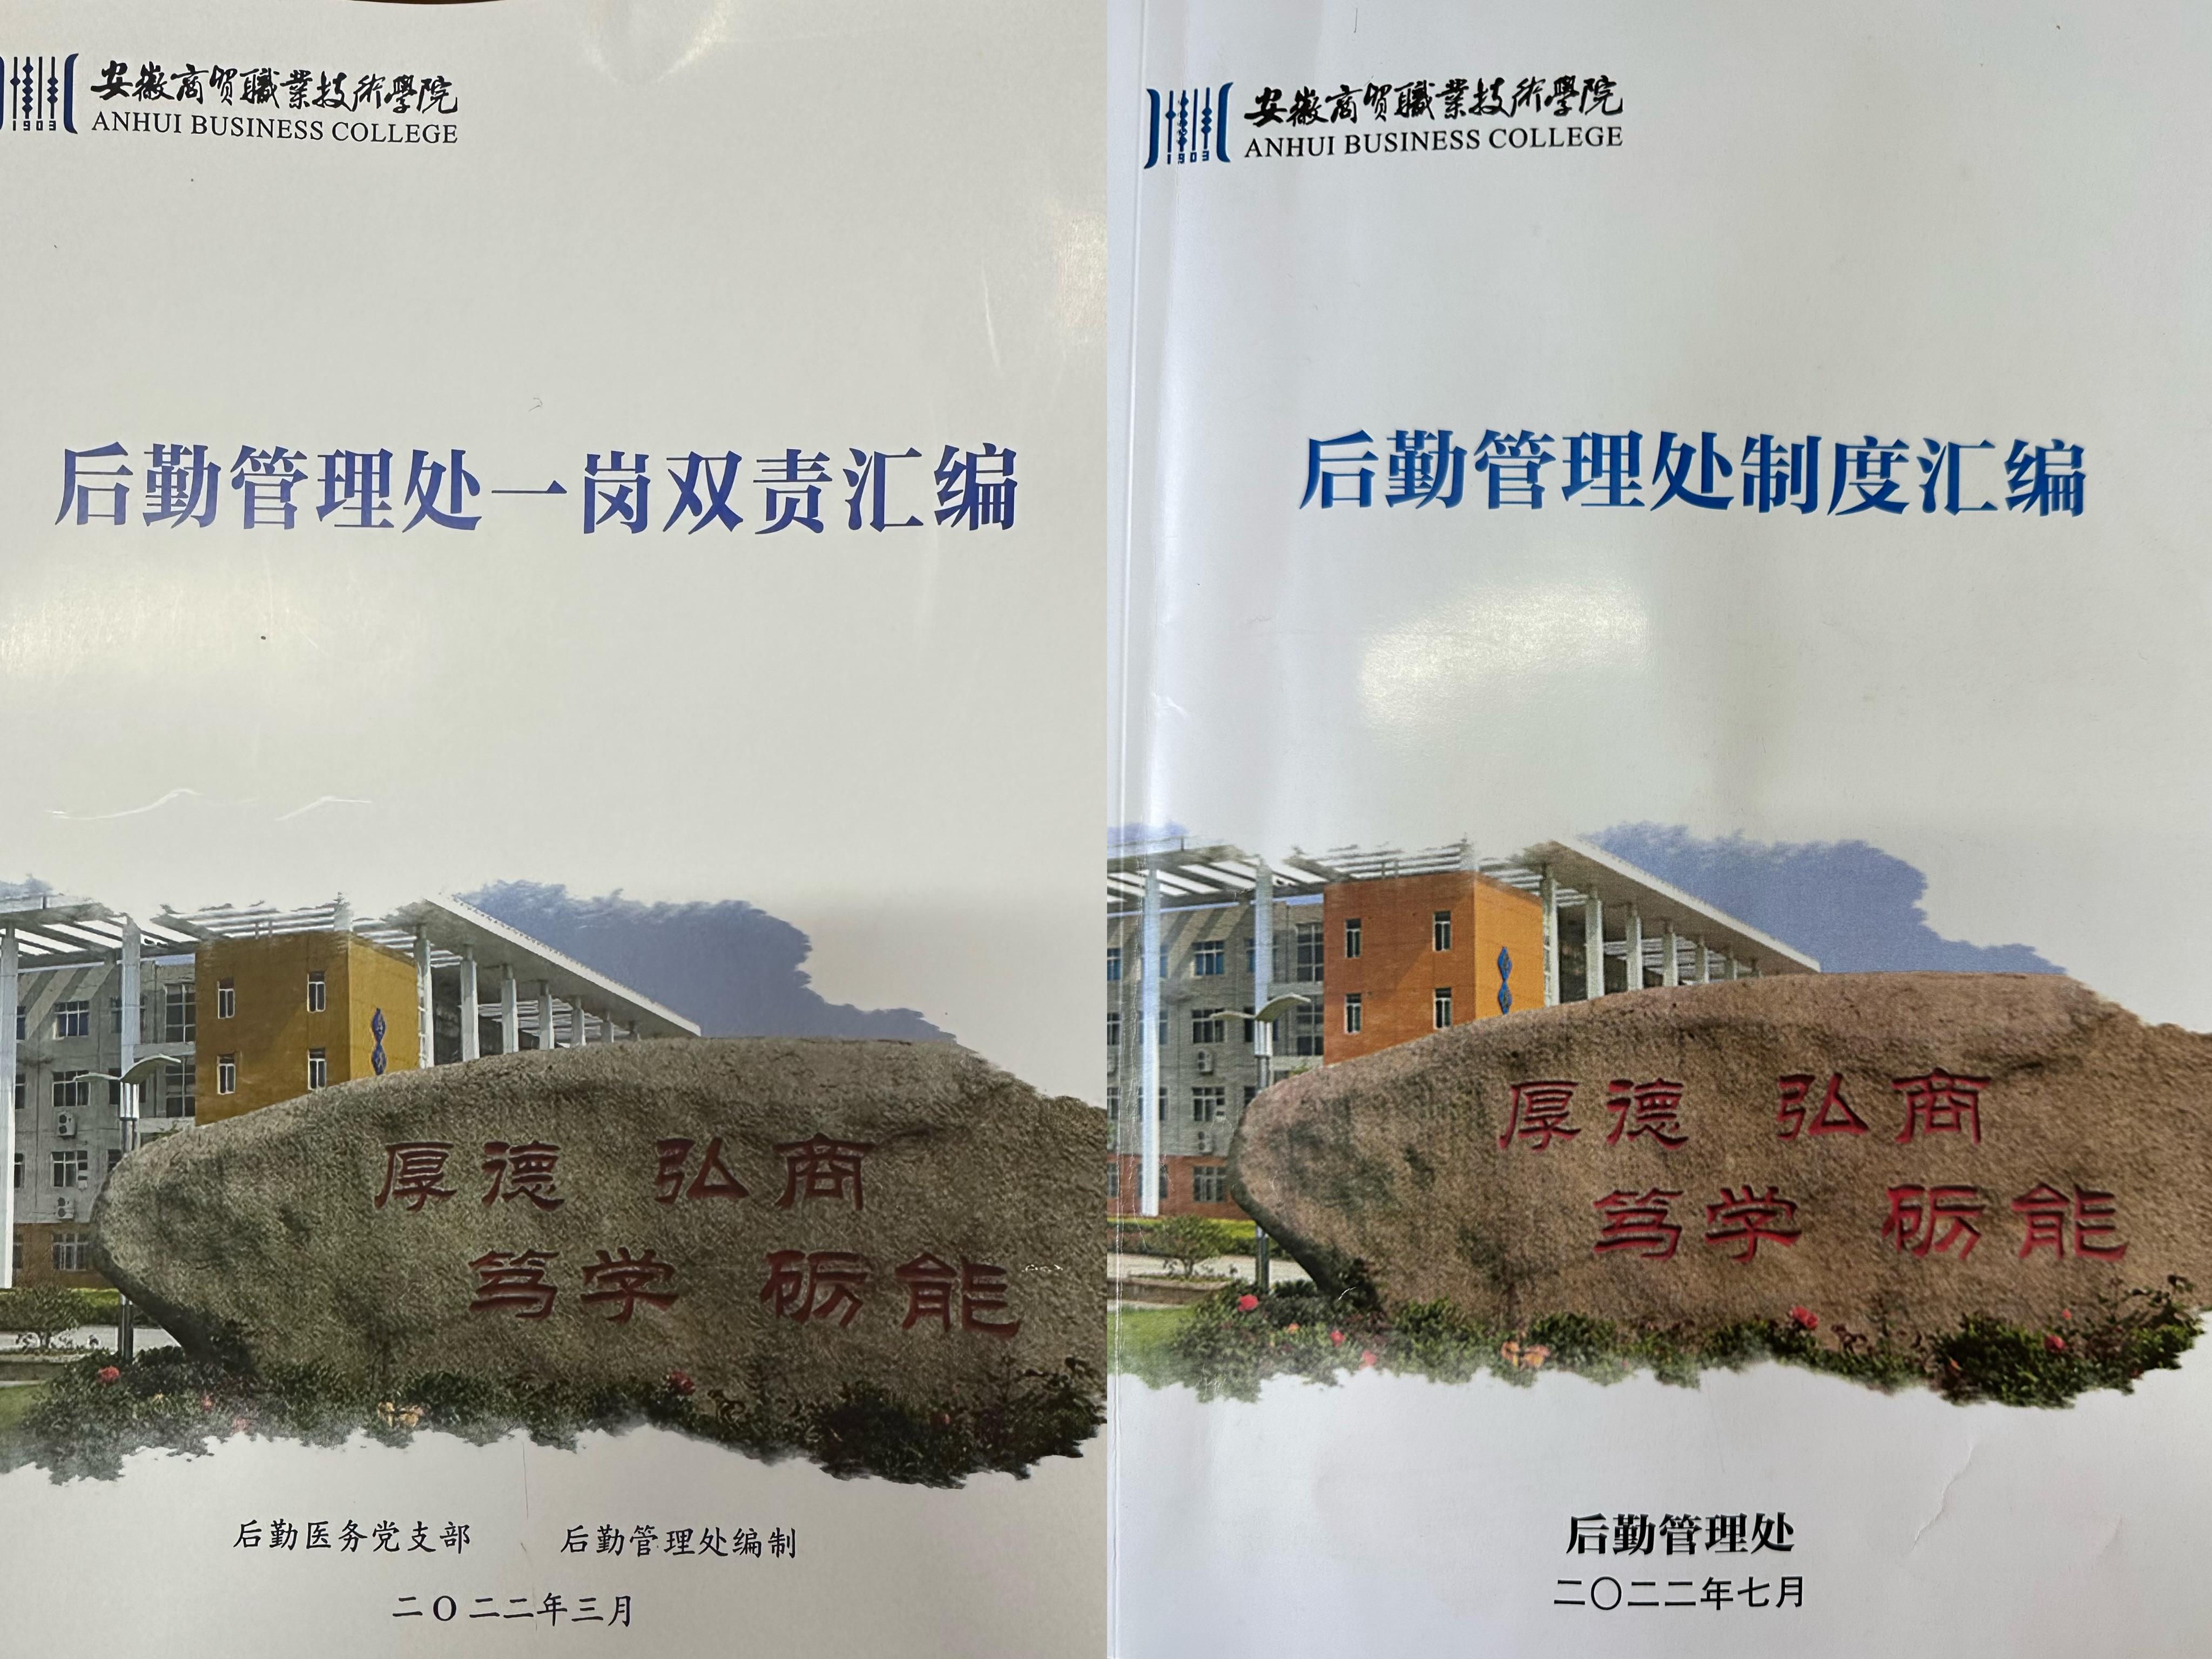 1903
安徽商贸職業技術學院
ANHUI BUSINESS COLLEGE
后勤管理处一岗双责汇编
厚德 弘商
笃学 砺能
后勤医务党支部 后勤管理处编制
二〇二二年三月
1903
安徽商贸職業技術學院
ANHUI BUSINESS COLLEGE
后勤管理处制度汇编
厚德 弘商
笃学 砺能
后勤管理处
二〇二二年七月